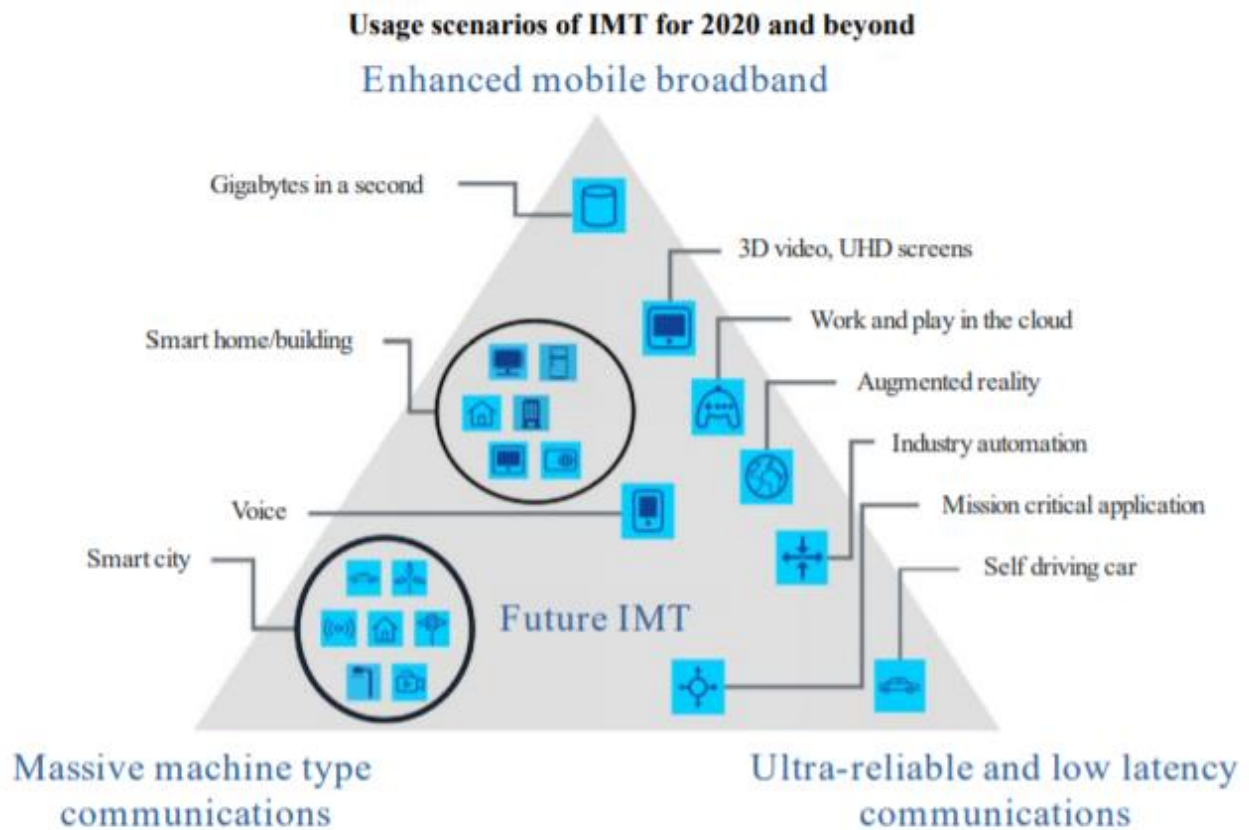 Usage scenarios of IMT for 2020 and beyond
Enhanced mobile broadband
Gigabytes in a second
3D video, UHD screens
Smart home/building
Work and play in the cloud
Augmented reality
Industry automation
Voice
Mission critical application
Smart city
Self driving car
Future IMT
Massive machine type
communications
Ultra-reliable and low latency
communications